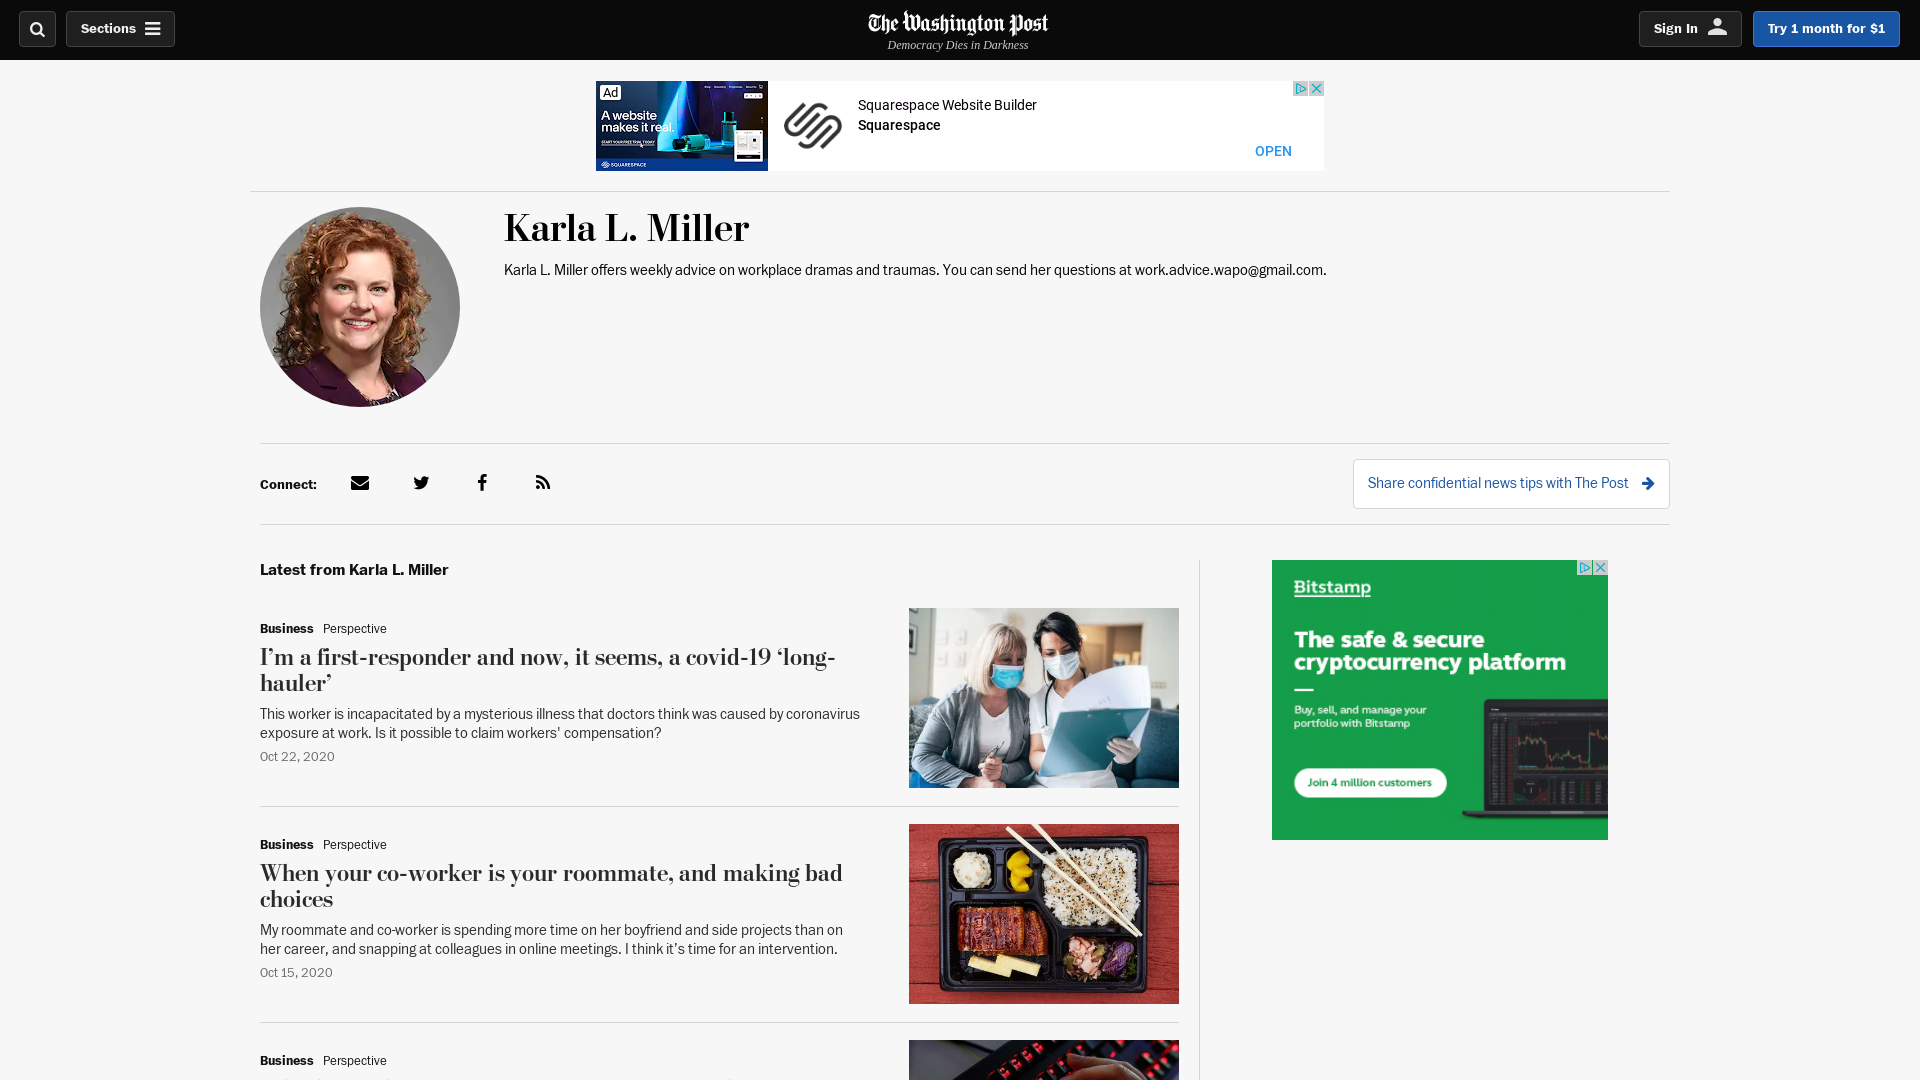 Sections
The Washington Post
Democracy Dies in Darkness
Sign In
Try 1 month for $1
Ad
A website
makes it real.
START YOUR FREE TRIAL TODAY
SQUARESPACE
Squarespace Website Builder
Squarespace
OPEN
Karla L. Miller
Karla L. Miller offers weekly advice on workplace dramas and traumas. You can send her questions at work.advice.wapo@gmail.com.
Connect:
Share confidential news tips with The Post
Latest from Karla L. Miller
Business Perspective
I’m a first-responder and now, it seems, a covid-19 ‘long-
hauler’
This worker is incapacitated by a mysterious illness that doctors think was caused by coronavirus
exposure at work. Is it possible to claim workers' compensation?
Oct 22, 2020
Business Perspective
When your co-worker is your roommate, and making bad
choices
My roommate and co-worker is spending more time on her boyfriend and side projects than on
her career, and snapping at colleagues in online meetings. I think it’s time for an intervention.
Oct 15, 2020
Business Perspective
Bitstamp
The safe & secure
cryptocurrency platform
Buy, sell, and manage your
portfolio with Bitstamp
Join 4 million customers